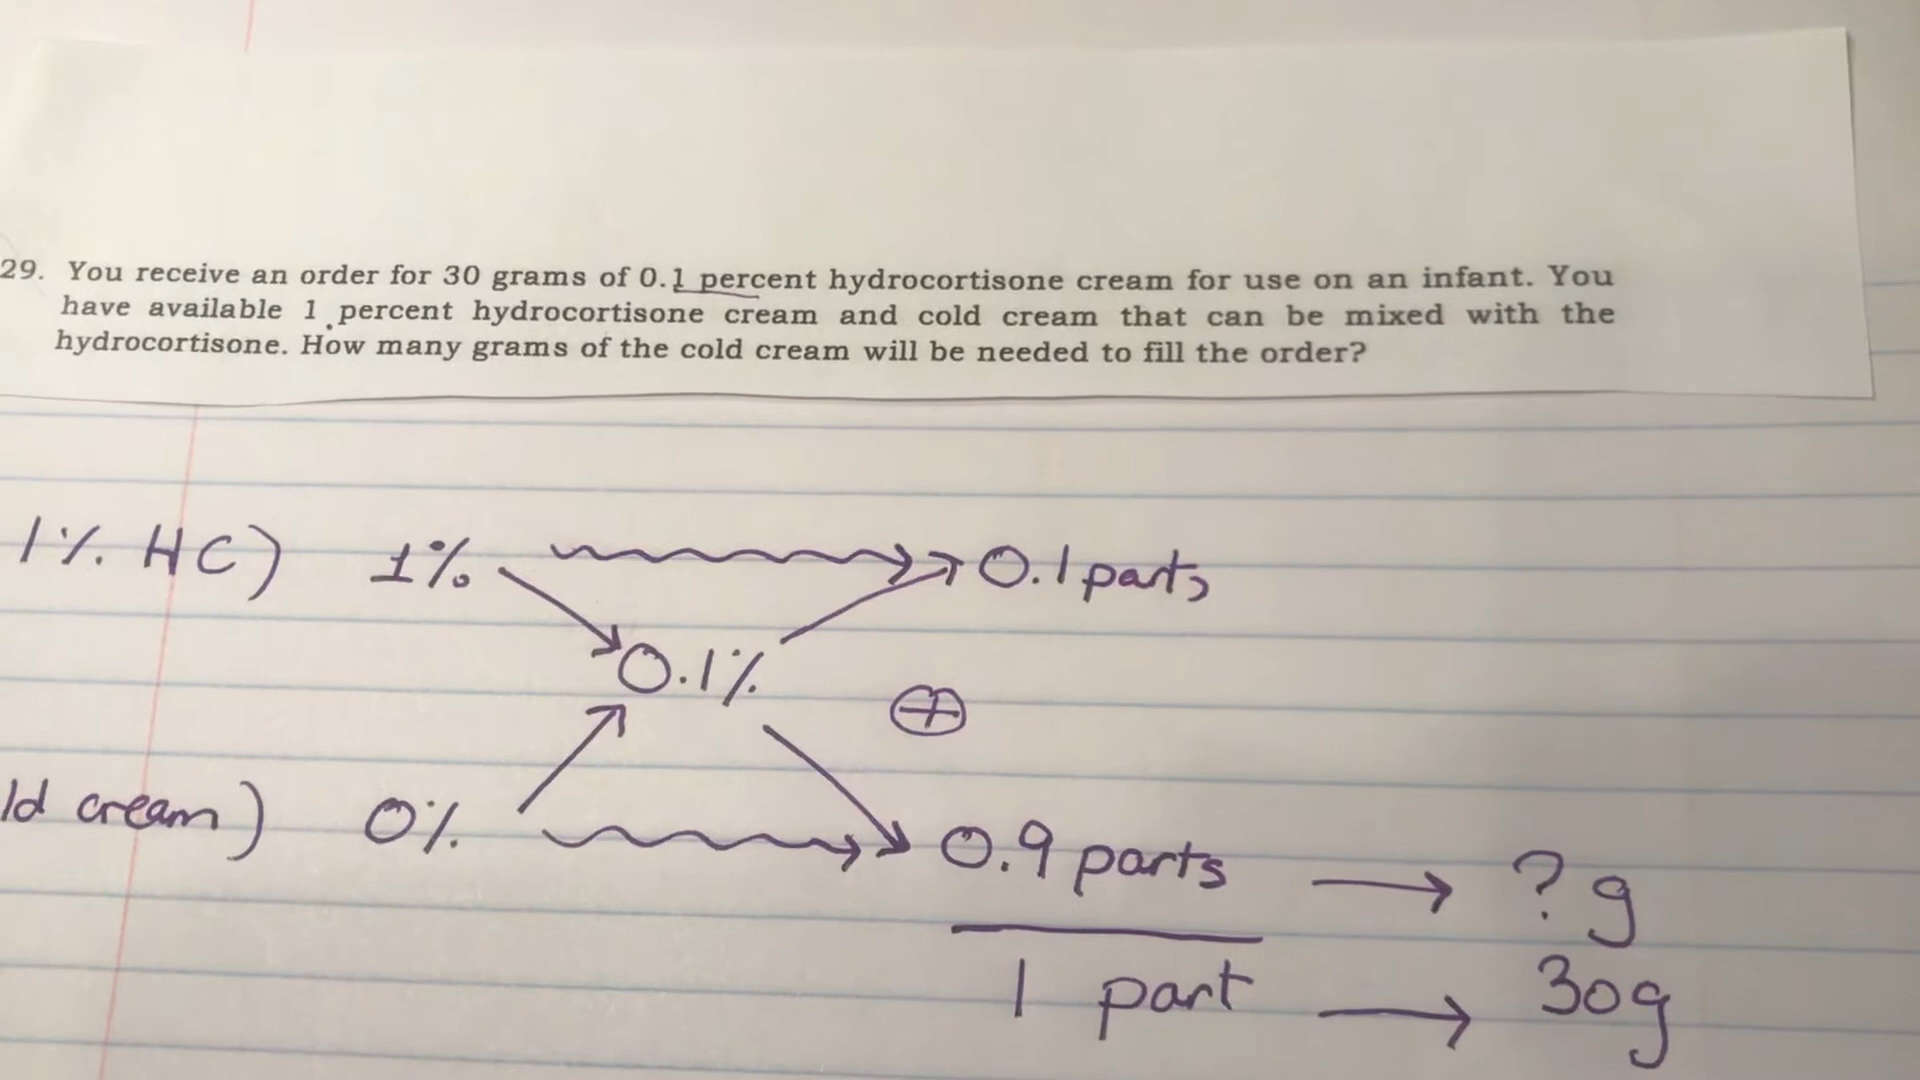 29. You receive an order for 30 grams of 0.1 percent hydrocortisone cream for use on an infant. You
have available 1 percent hydrocortisone cream and cold cream that can be mixed with the
hydrocortisone. How many grams of the cold cream will be needed to fill the order?
1% HC) 1% 0.1 parts
0.1%
+
ld cream) 0% 0.9 parts → ? g
1 part → 30g